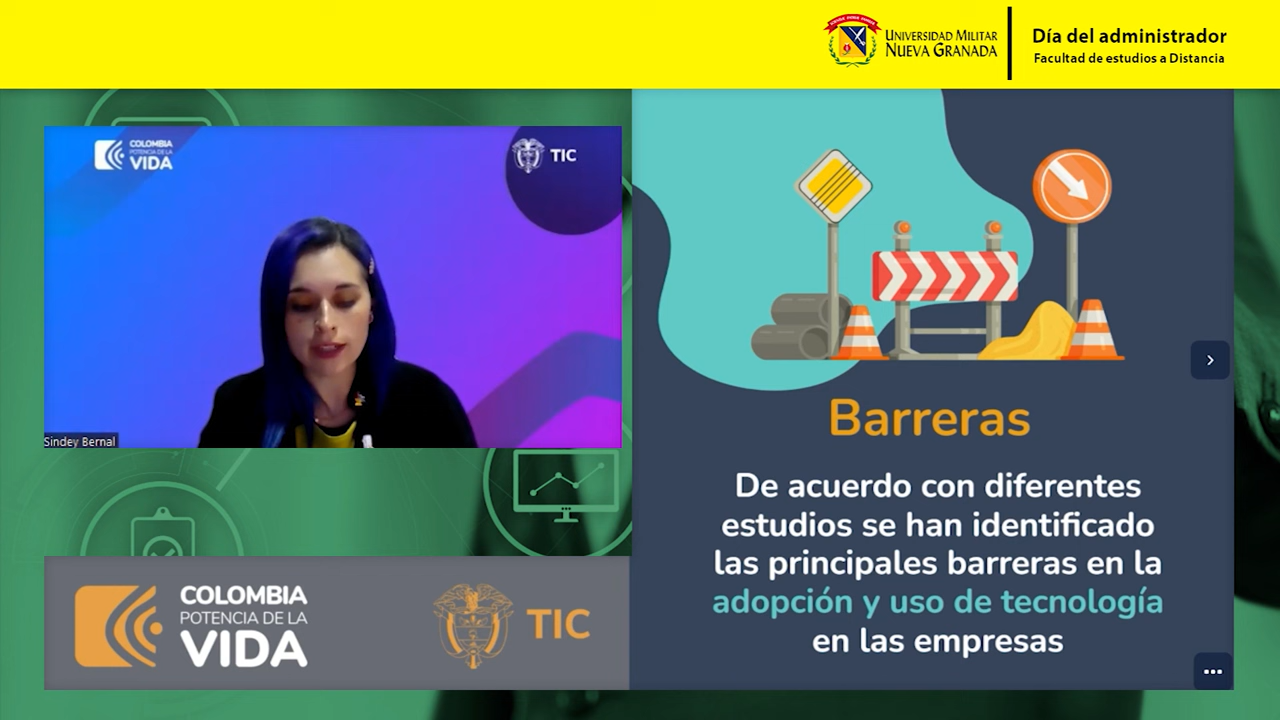 UNIVERSIDAD MILITAR
NUEVA GRANADA
Día del administrador
Facultad de estudios a Distancia
COLOMBIA
POTENCIA DE LA
VIDA
TIC
Sindey Bernal
COLOMBIA
POTENCIA DE LA
VIDA
TIC
Barreras
De acuerdo con diferentes
estudios se han identificado
las principales barreras en la
adopción y uso de tecnología
en las empresas